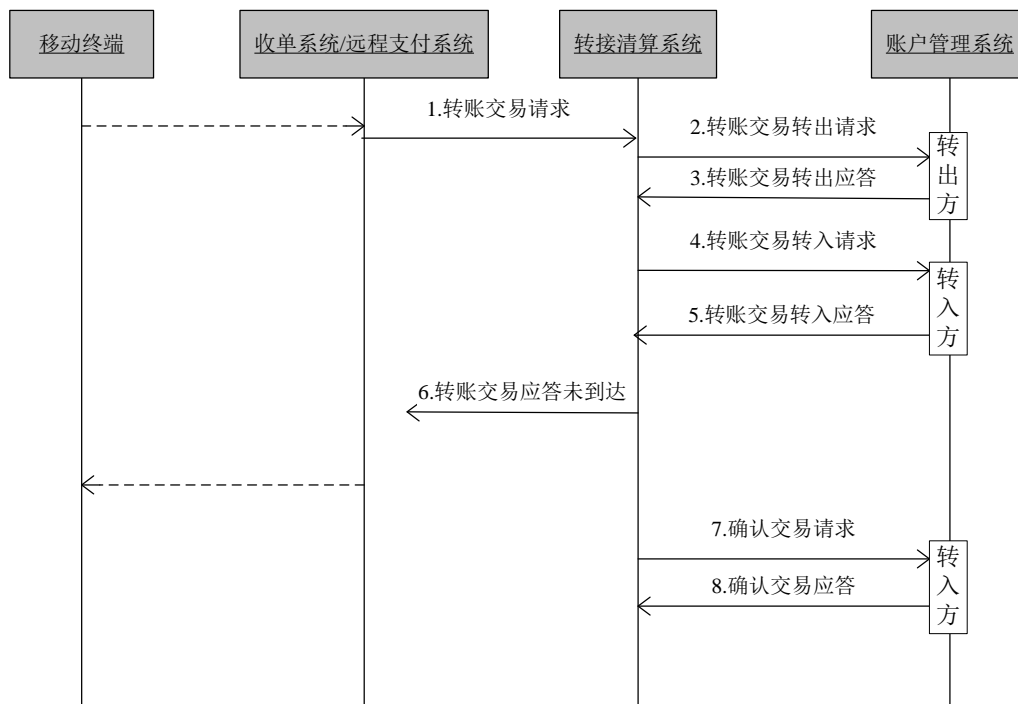 移动终端
收单系统/远程支付系统
转接清算系统
账户管理系统
1.转账交易请求
2.转账交易转出请求
3.转账交易转出应答
转出方
4.转账交易转入请求
5.转账交易转入应答
转入方
6.转账交易应答未到达
7.确认交易请求
8.确认交易应答
转入方